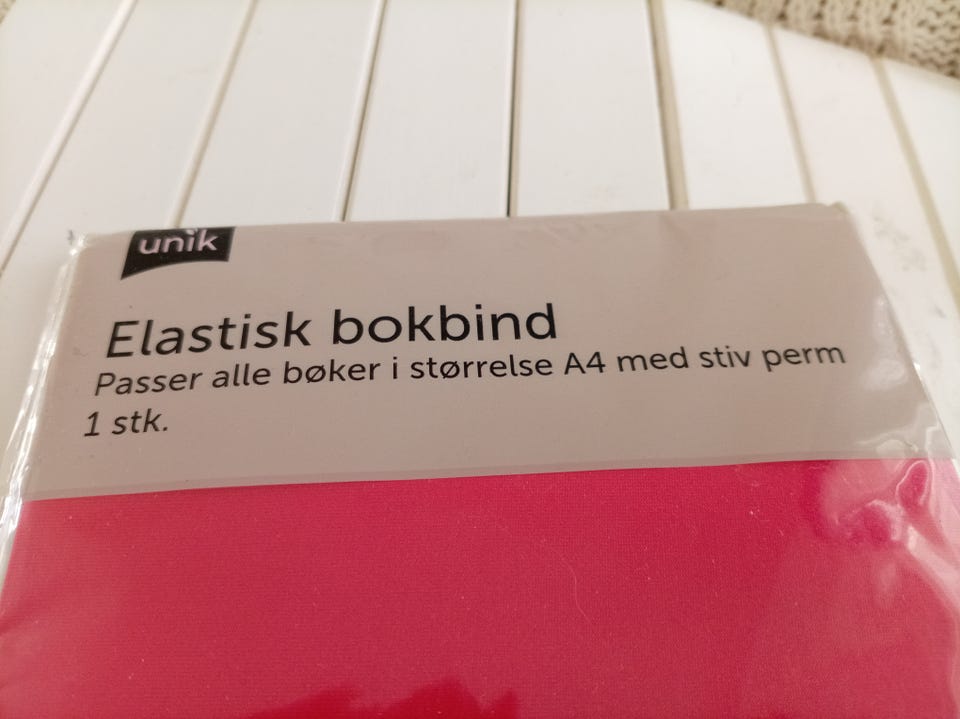 unik
Elastisk bokbind
Passer alle bøker i størrelse A4 med stiv perm
1 stk.